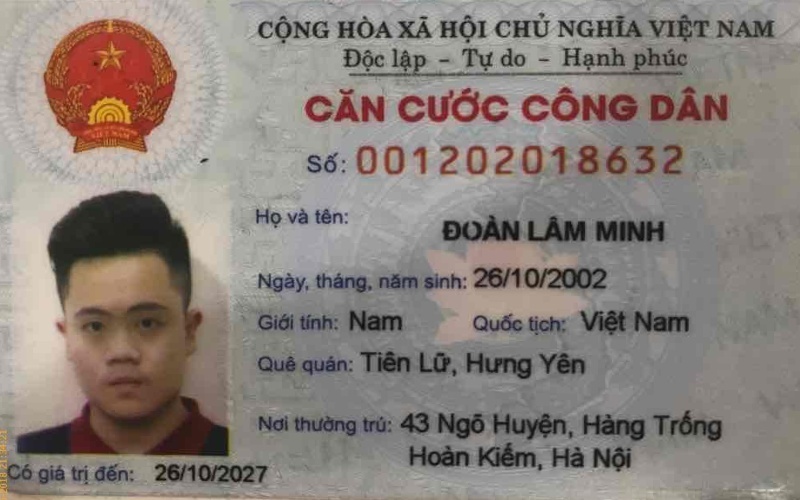 CỘNG HÒA XÃ HỘI CHỦ NGHĨA VIỆT NAM
Độc lập - Tự do - Hạnh phúc
CĂN CƯỚC CÔNG DÂN
Số: 001202018632
Họ và tên: ĐOÀN LÂM MINH
Ngày, tháng, năm sinh: 26/10/2002
Giới tính: Nam Quốc tịch: Việt Nam
Quê quán: Tiên Lữ, Hưng Yên
Nơi thường trú: 43 Ngõ Huyện, Hàng Trống
Hoàn Kiếm, Hà Nội
Có giá trị đến: 26/10/2027